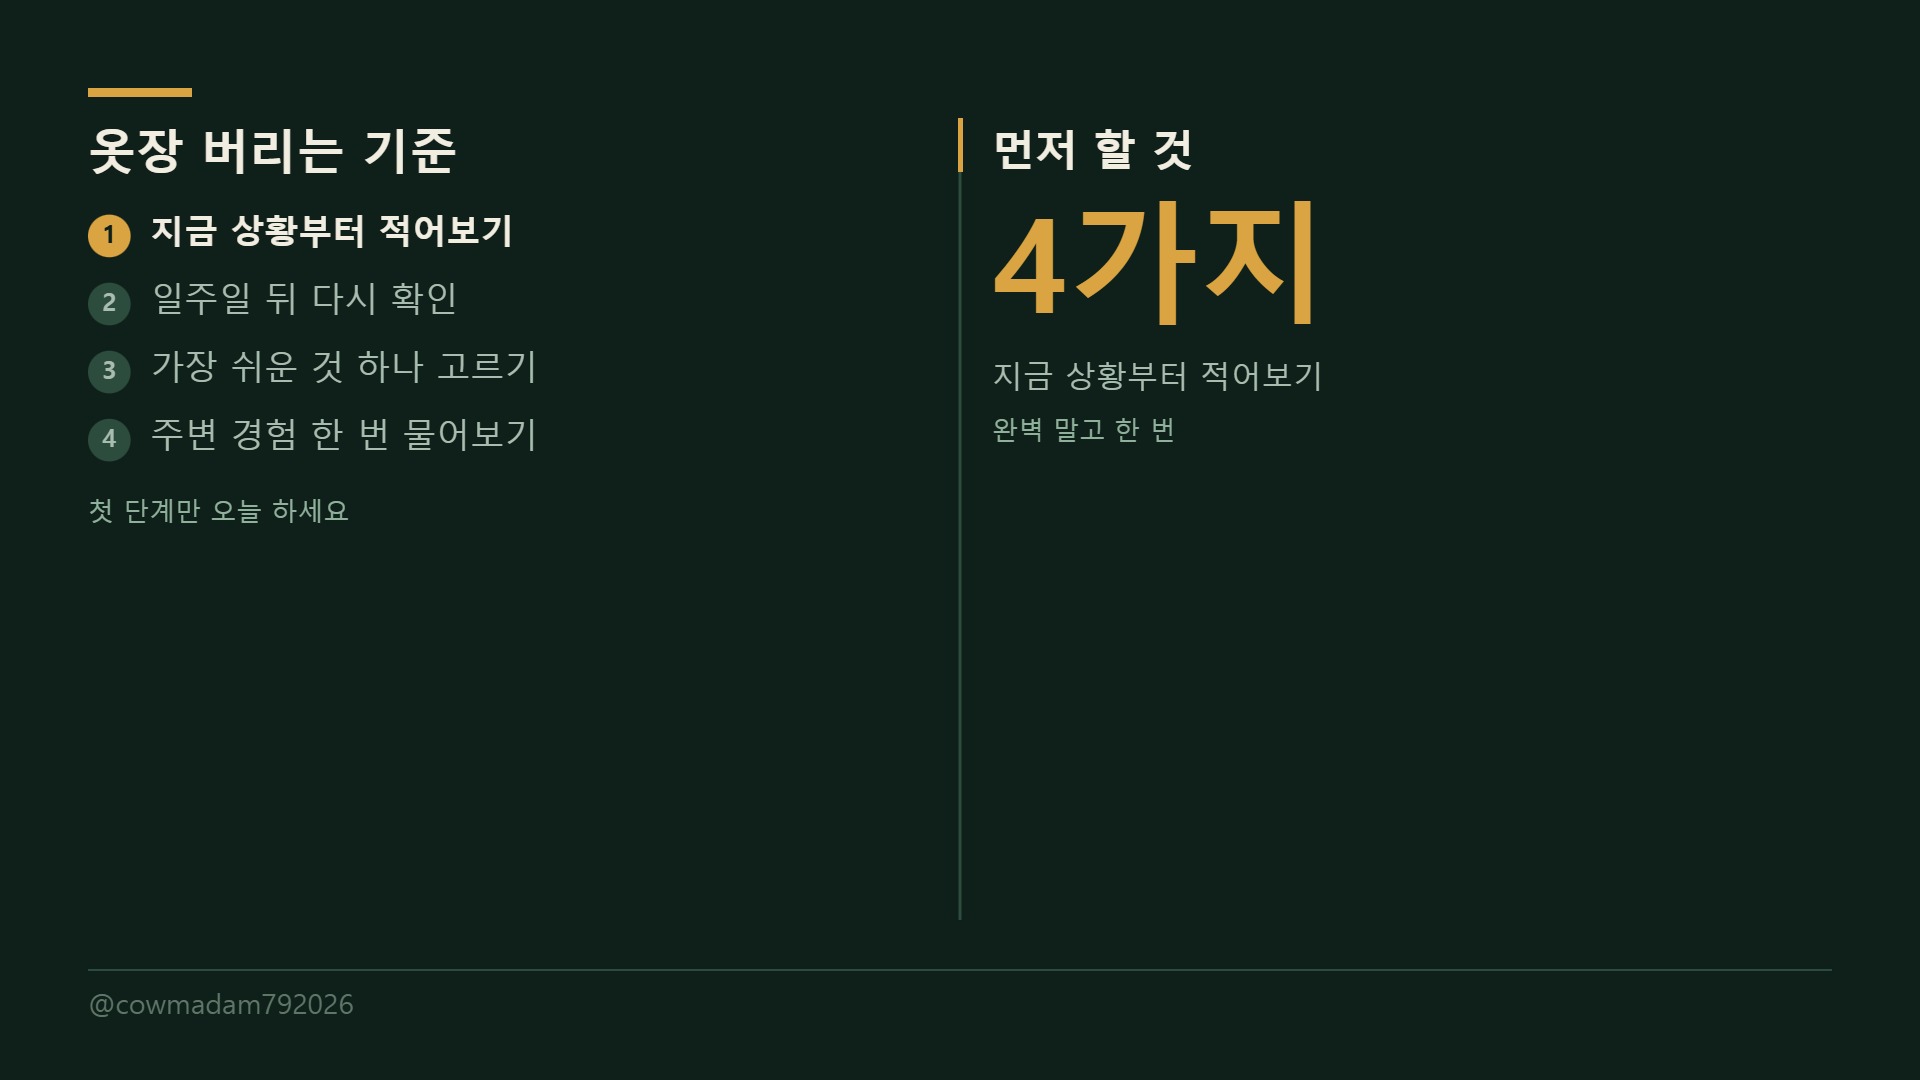 옷장 버리는 기준
1 지금 상황부터 적어보기
2 일주일 뒤 다시 확인
3 가장 쉬운 것 하나 고르기
4 주변 경험 한 번 물어보기
첫 단계만 오늘 하세요
먼저 할 것
4가지
지금 상황부터 적어보기
완벽 말고 한 번
@cowmadam792026